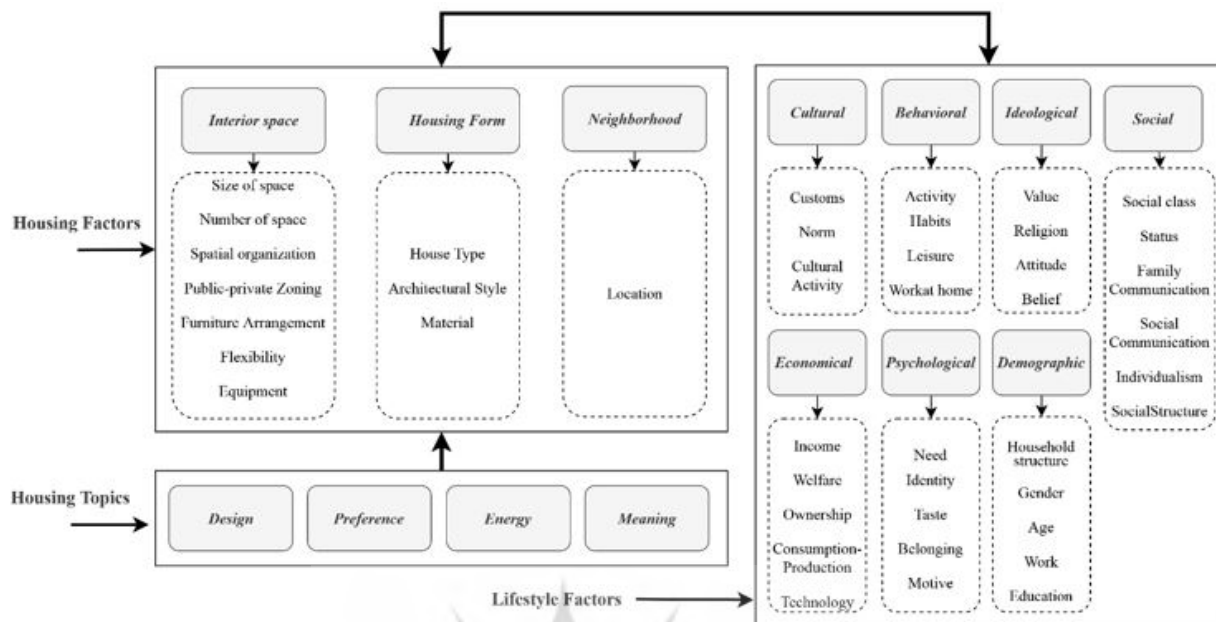 Housing Factors
Interior space
Size of space
Number of space
Spatial organization
Public-private Zoning
Furniture Arrangement
Flexibility
Equipment
Housing Form
House Type
Architectural Style
Material
Neighborhood
Location
Housing Topics
Design
Preference
Energy
Meaning
Lifestyle Factors
Cultural
Customs
Norm
Cultural
Activity
Behavioral
Activity
Habits
Leisure
Workat home
Ideological
Value
Religion
Attitude
Belief
Social
Social class
Status
Family
Communication
Social
Communication
Individualism
SocialStructure
Economical
Income
Welfare
Ownership
Consumption-
Production
Technology
Psychological
Need
Identity
Taste
Belonging
Motive
Demographic
Household
structure
Gender
Age
Work
Education